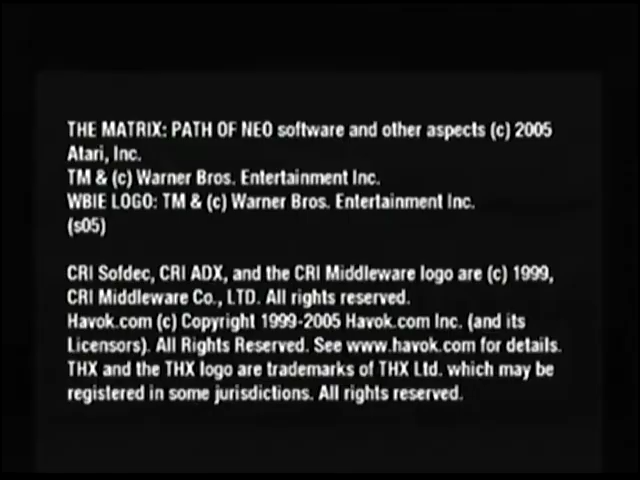 THE MATRIX: PATH OF NEO software and other aspects (c) 2005
Atari, Inc.
TM & (c) Warner Bros. Entertainment Inc.
WBIE LOGO: TM & (c) Warner Bros. Entertainment Inc.
(s05)
CRI Sofdec, CRI ADX, and the CRI Middleware logo are (c) 1999,
CRI Middleware Co., LTD. All rights reserved.
Havok.com (c) Copyright 1999-2005 Havok.com Inc. (and its
Licensors). All Rights Reserved. See www.havok.com for details.
THX and the THX logo are trademarks of THX Ltd. which may be
registered in some jurisdictions. All rights reserved.